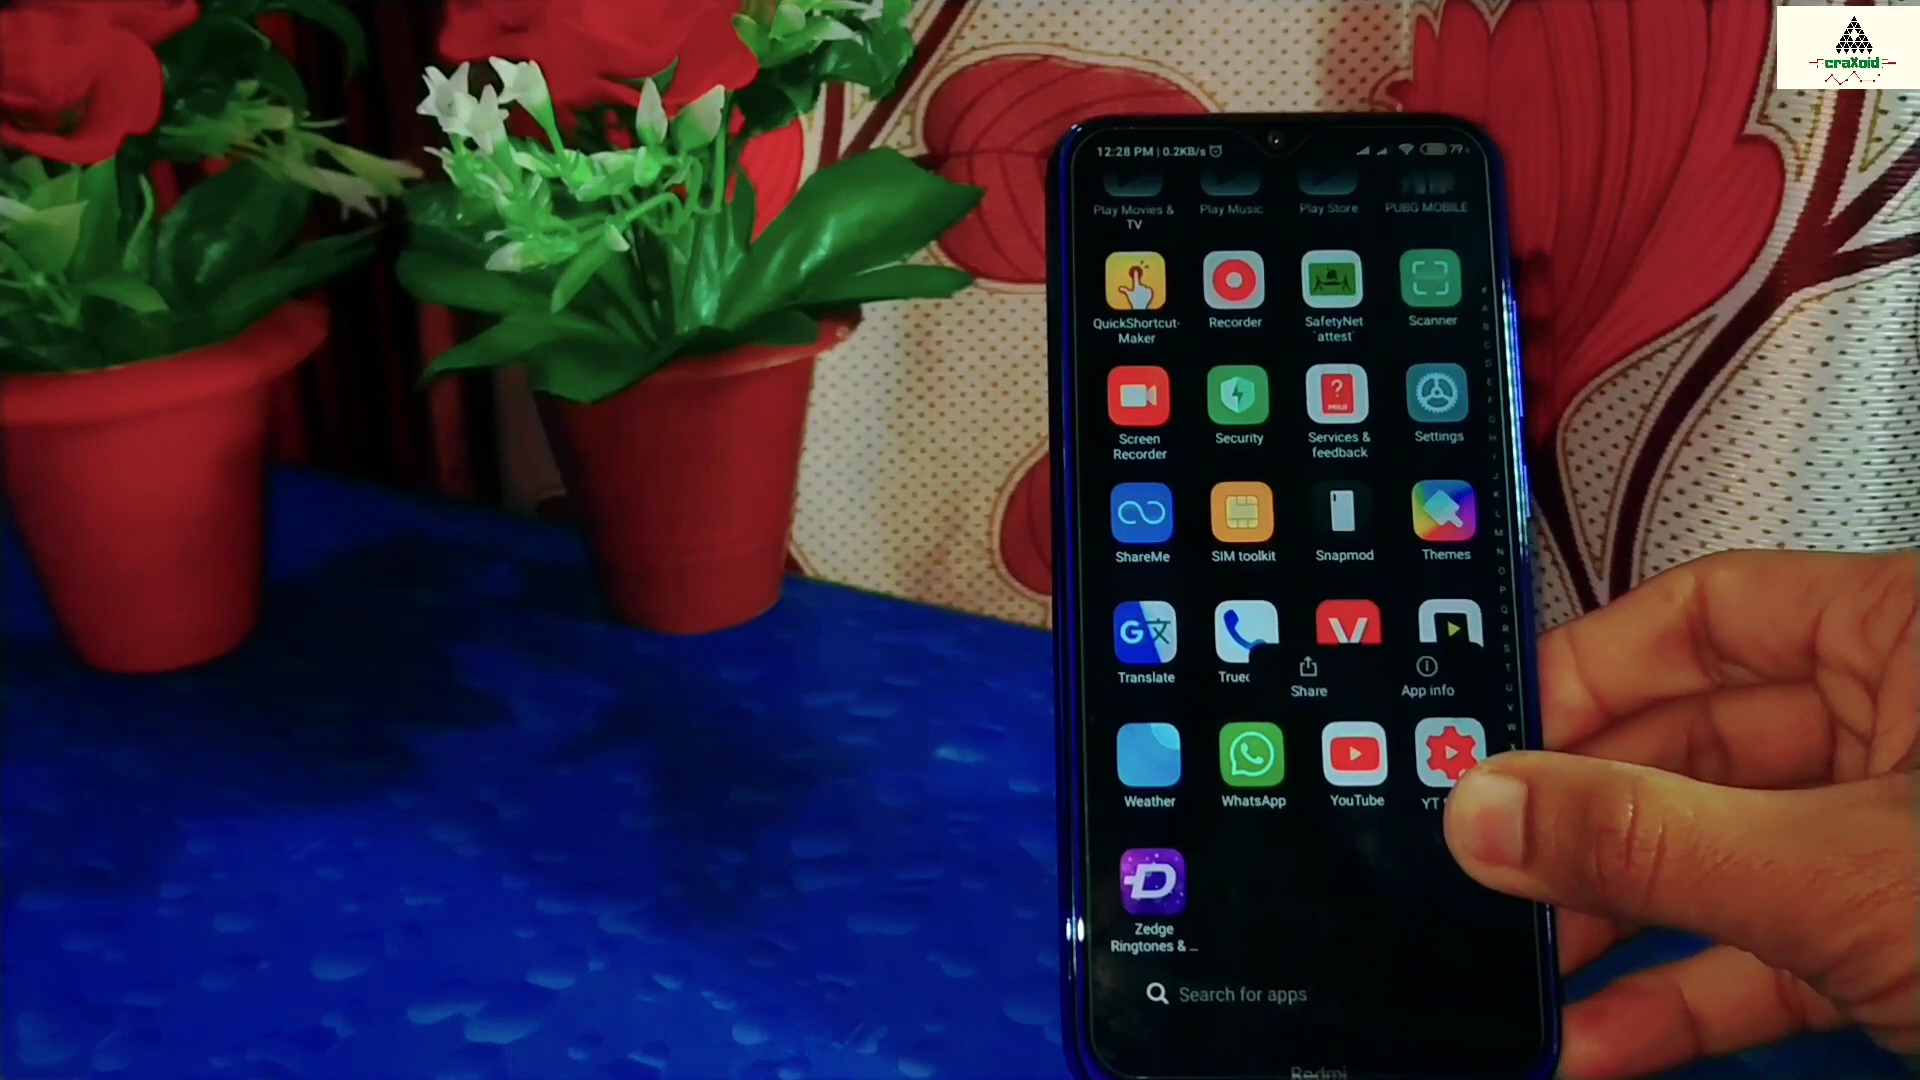 craXoid
12:28 PM | 0.2KB/s
79
Play Movies &
TV
Play Music
Play Store
PUBG MOBILE
QuickShortcut-
Maker
Recorder
SafetyNet
'attest'
Scanner
Screen
Recorder
Security
Services &
feedback
Settings
ShareMe
SIM toolkit
Snapmod
Themes
Translate
Truec
Share
App info
Weather
WhatsApp
YouTube
YT
Zedge
Ringtones & ...
Search for apps
Redmi